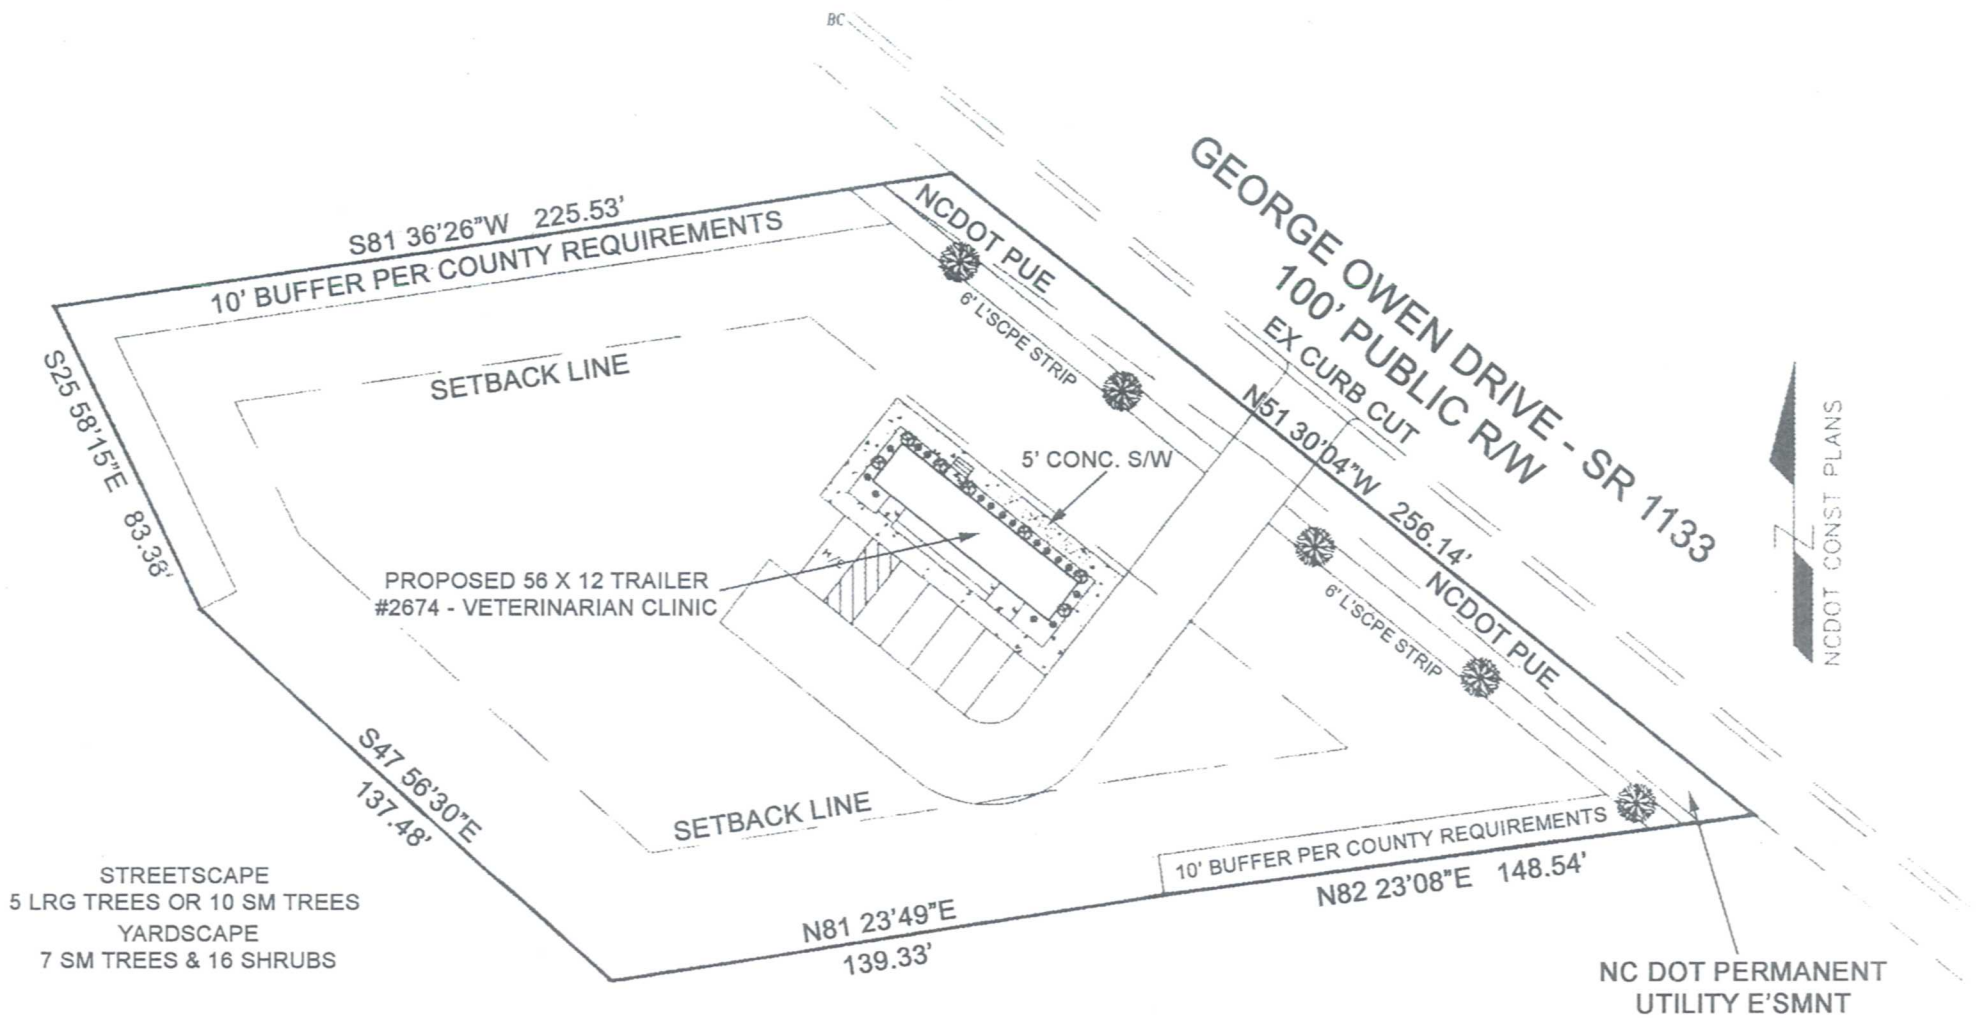 BC
GEORGE OWEN DRIVE - SR 1133
100' PUBLIC R/W
EX CURB CUT
S81 36'26"W 225.53'
10' BUFFER PER COUNTY REQUIREMENTS
NCDOT PUE
6' L'SCPE STRIP
SETBACK LINE
S25 58'15"E 83.38'
5' CONC. S/W
N51 30'04"W 256.14'
NCDOT PUE
6' L'SCPE STRIP
NCDOT CONST PLANS
N
PROPOSED 56 X 12 TRAILER
#2674 - VETERINARIAN CLINIC
S47 56'30"E
137.48'
SETBACK LINE
10' BUFFER PER COUNTY REQUIREMENTS
N82 23'08"E 148.54'
N81 23'49"E
139.33'
STREETSCAPE
5 LRG TREES OR 10 SM TREES
YARDSCAPE
7 SM TREES & 16 SHRUBS
NC DOT PERMANENT
UTILITY E'SMNT